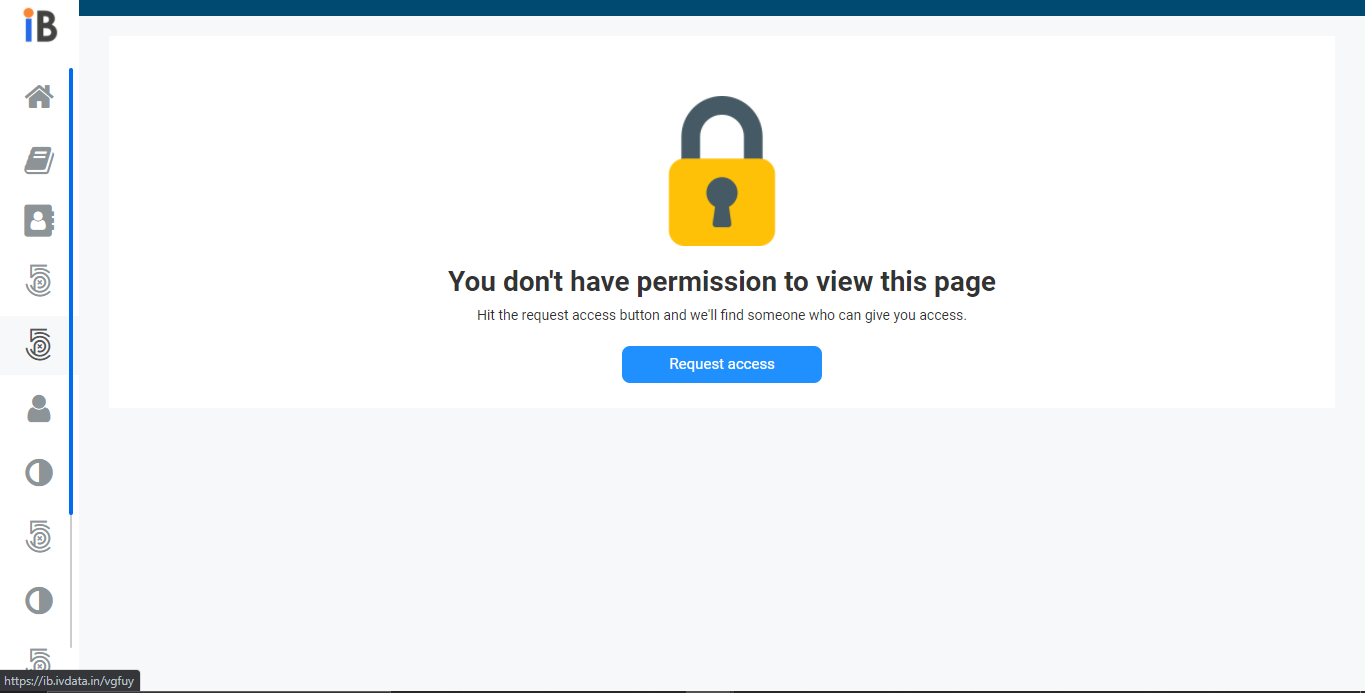 iB
You don't have permission to view this page
Hit the request access button and we'll find someone who can give you access.
Request access
https://ib.ivdata.in/vgfuy